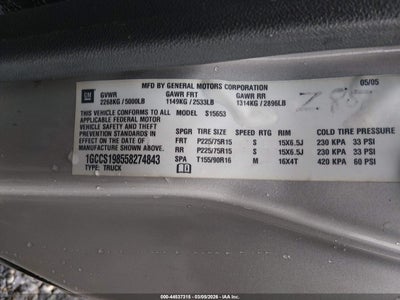 MFD BY GENERAL MOTORS CORPORATION 05/05
GM GVWR GAWR FRT GAWR RR
2268KG / 5000LB 1149KG / 2533LB 1314KG / 2896LB
THIS VEHICLE CONFORMS TO ALL APPLICABLE U.S.
FEDERAL MOTOR VEHICLE SAFETY, BUMPER, AND THEFT
PREVENTION STANDARDS IN EFFECT ON THE DATE OF
MANUFACTURE SHOWN ABOVE.
1GCCS198558274843
TYPE: TRUCK
S15653
SPGR TIRE SIZE SPEED RTG RIM COLD TIRE PRESSURE
FRT P225/75R15 S 15X6.5J 230 KPA 33 PSI
RR P225/75R15 S 15X6.5J 230 KPA 33 PSI
SPA T155/90R16 M 16X4T 420 KPA 60 PSI
000-44537315 - 03/09/2026 - IAA